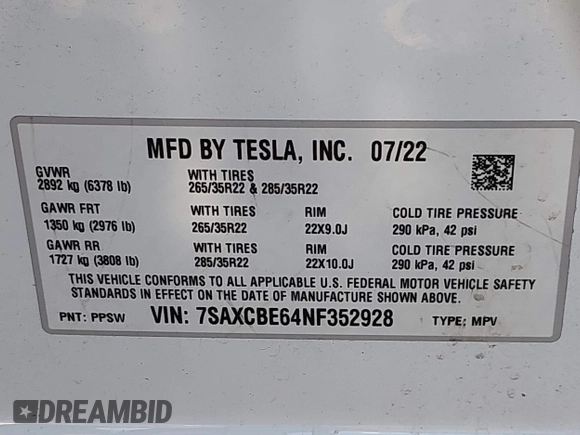 MFD BY TESLA, INC. 07/22
GVWR WITH TIRES
2892 kg (6378 lb) 265/35R22 & 285/35R22
GAWR FRT WITH TIRES RIM COLD TIRE PRESSURE
1350 kg (2976 lb) 265/35R22 22X9.0J 290 kPa, 42 psi
GAWR RR WITH TIRES RIM COLD TIRE PRESSURE
1727 kg (3808 lb) 285/35R22 22X10.0J 290 kPa, 42 psi
THIS VEHICLE CONFORMS TO ALL APPLICABLE U.S. FEDERAL MOTOR VEHICLE SAFETY
STANDARDS IN EFFECT ON THE DATE OF MANUFACTURE SHOWN ABOVE.
PNT: PPSW VIN: 7SAXCBE64NF352928 TYPE: MPV
DREAMBID